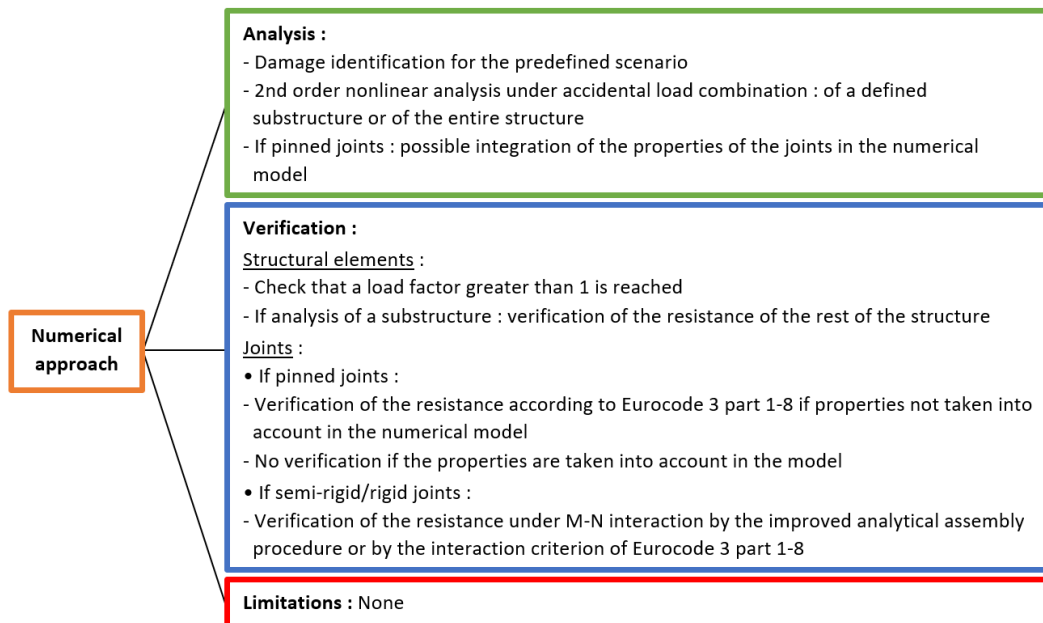 Analysis :
- Damage identification for the predefined scenario
- 2nd order nonlinear analysis under accidental load combination : of a defined
substructure or of the entire structure
- If pinned joints : possible integration of the properties of the joints in the numerical
model
Numerical
approach
Verification :
Structural elements :
- Check that a load factor greater than 1 is reached
- If analysis of a substructure : verification of the resistance of the rest of the structure
Joints :
• If pinned joints :
- Verification of the resistance according to Eurocode 3 part 1-8 if properties not taken into
account in the numerical model
- No verification if the properties are taken into account in the model
• If semi-rigid/rigid joints :
- Verification of the resistance under M-N interaction by the improved analytical assembly
procedure or by the interaction criterion of Eurocode 3 part 1-8
Limitations : None